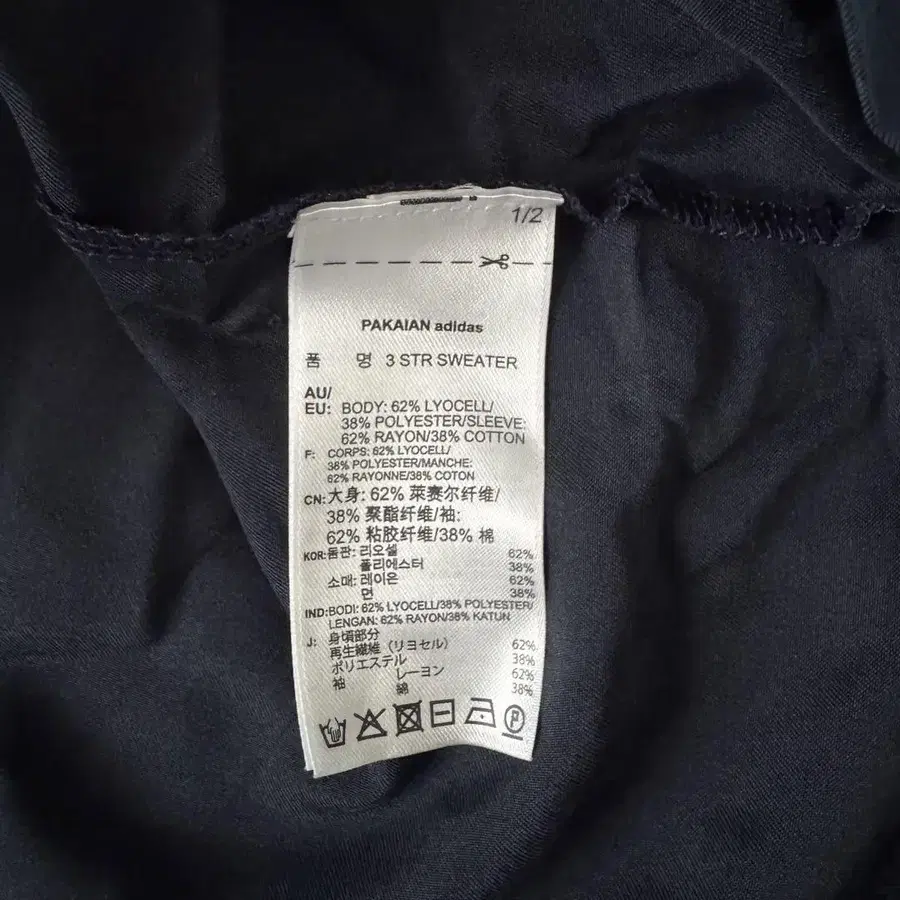 1/2
PAKAIAN adidas
품 명 3 STR SWEATER
AU/
EU: BODY: 62% LYOCELL/
38% POLYESTER/SLEEVE:
62% RAYON/38% COTTON
F: CORPS: 62% LYOCELL/
38% POLYESTER/MANCHE:
62% RAYONNE/38% COTON
CN: 大身: 62% 莱赛尔纤维/
38% 聚酯纤维/袖:
62% 粘胶纤维/38% 棉
KOR: 몸판: 리오셀 62%
폴리에스터 38%
소매: 레이온 62%
면 38%
IND: BODI: 62% LYOCELL/38% POLYESTER/
LENGAN: 62% RAYON/38% KATUN
J: 身頃部分
再生繊維 (リヨセル) 62%
ポリエステル 38%
袖 レーヨン 62%
綿 38%
P